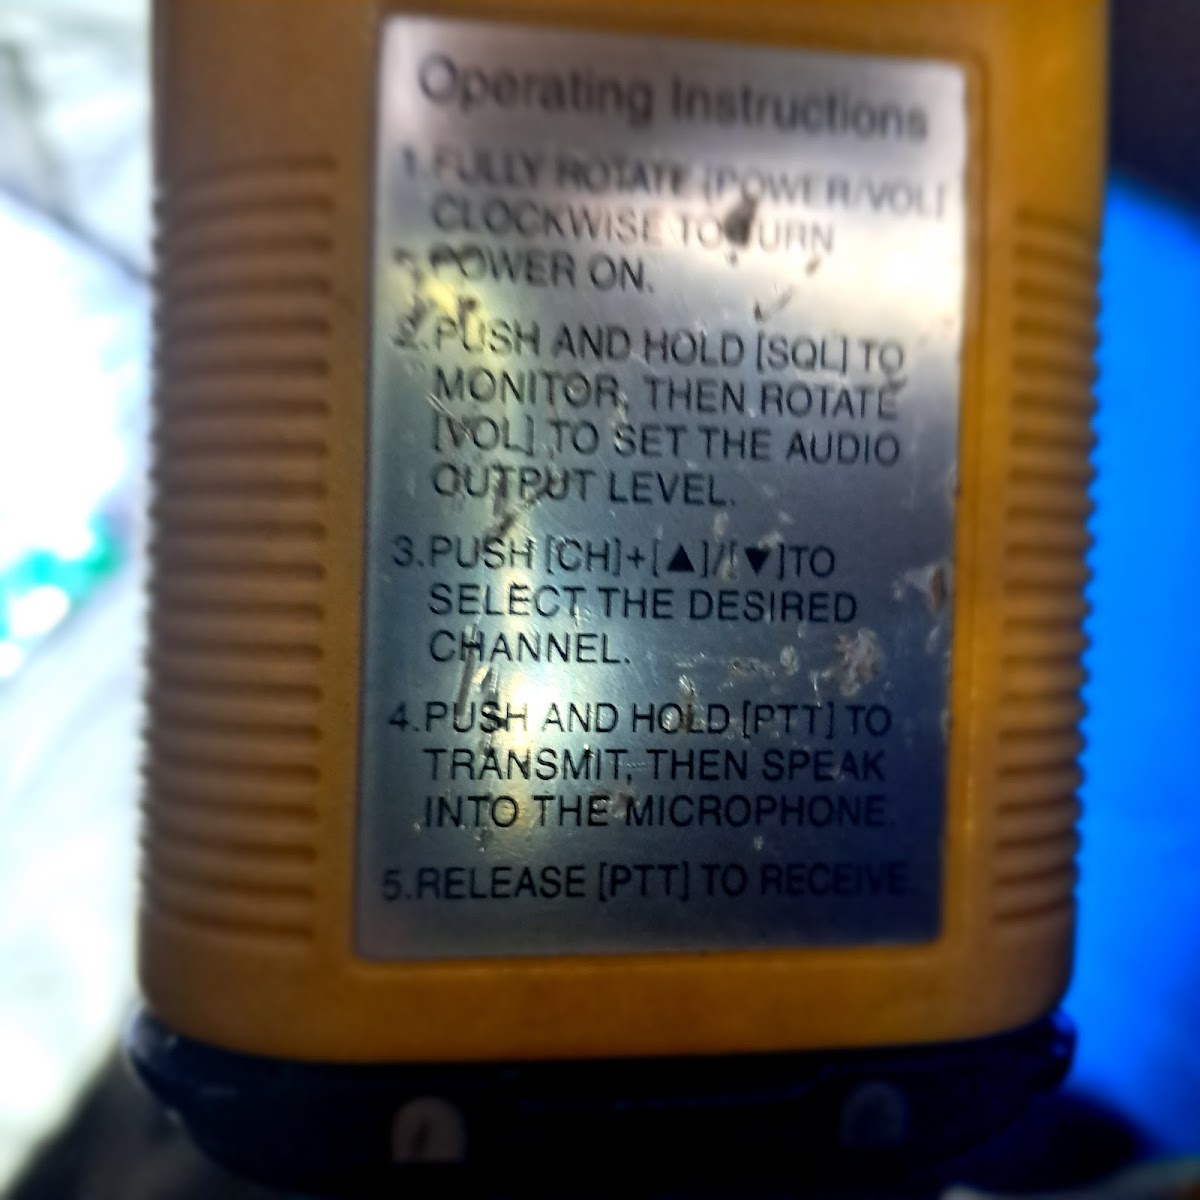 Operating Instructions
1.FULLY ROTATE [POWER/VOL]
CLOCKWISE TO TURN
POWER ON.
2.PUSH AND HOLD [SQL] TO
MONITOR, THEN ROTATE
[VOL] TO SET THE AUDIO
OUTPUT LEVEL.
3.PUSH [CH]+[▲]/[▼]TO
SELECT THE DESIRED
CHANNEL.
4.PUSH AND HOLD [PTT] TO
TRANSMIT, THEN SPEAK
INTO THE MICROPHONE.
5.RELEASE [PTT] TO RECEIVE